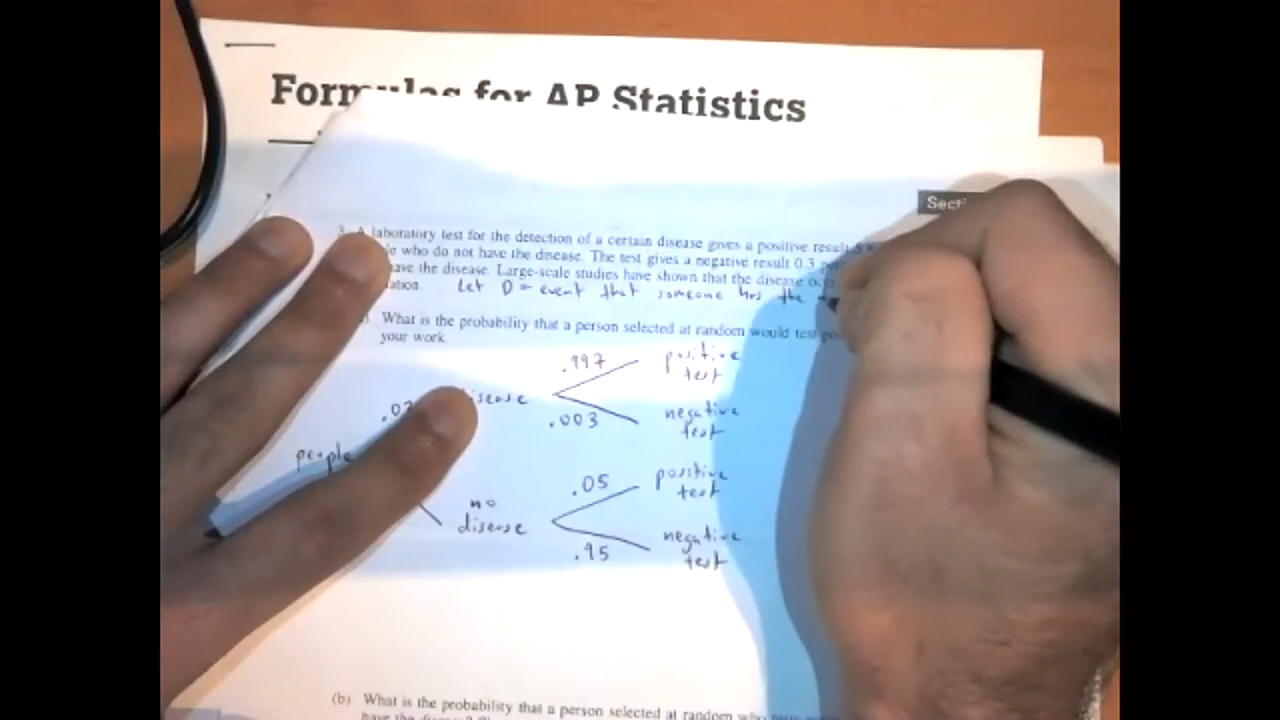 Formulas for AP Statistics
Secti
3. A laboratory test for the detection of a certain disease gives a positive result 5
who do not have the disease. The test gives a negative result 0.3
have the disease. Large-scale studies have shown that the disease
Let D = event that someone has the
What is the probability that a person selected at random would test
your work.
.997
positive
test
disease
.003
negative
test
people
.05
positive
test
no
disease
.95
negative
test
(b) What is the probability that a person selected at random who
have the disease?